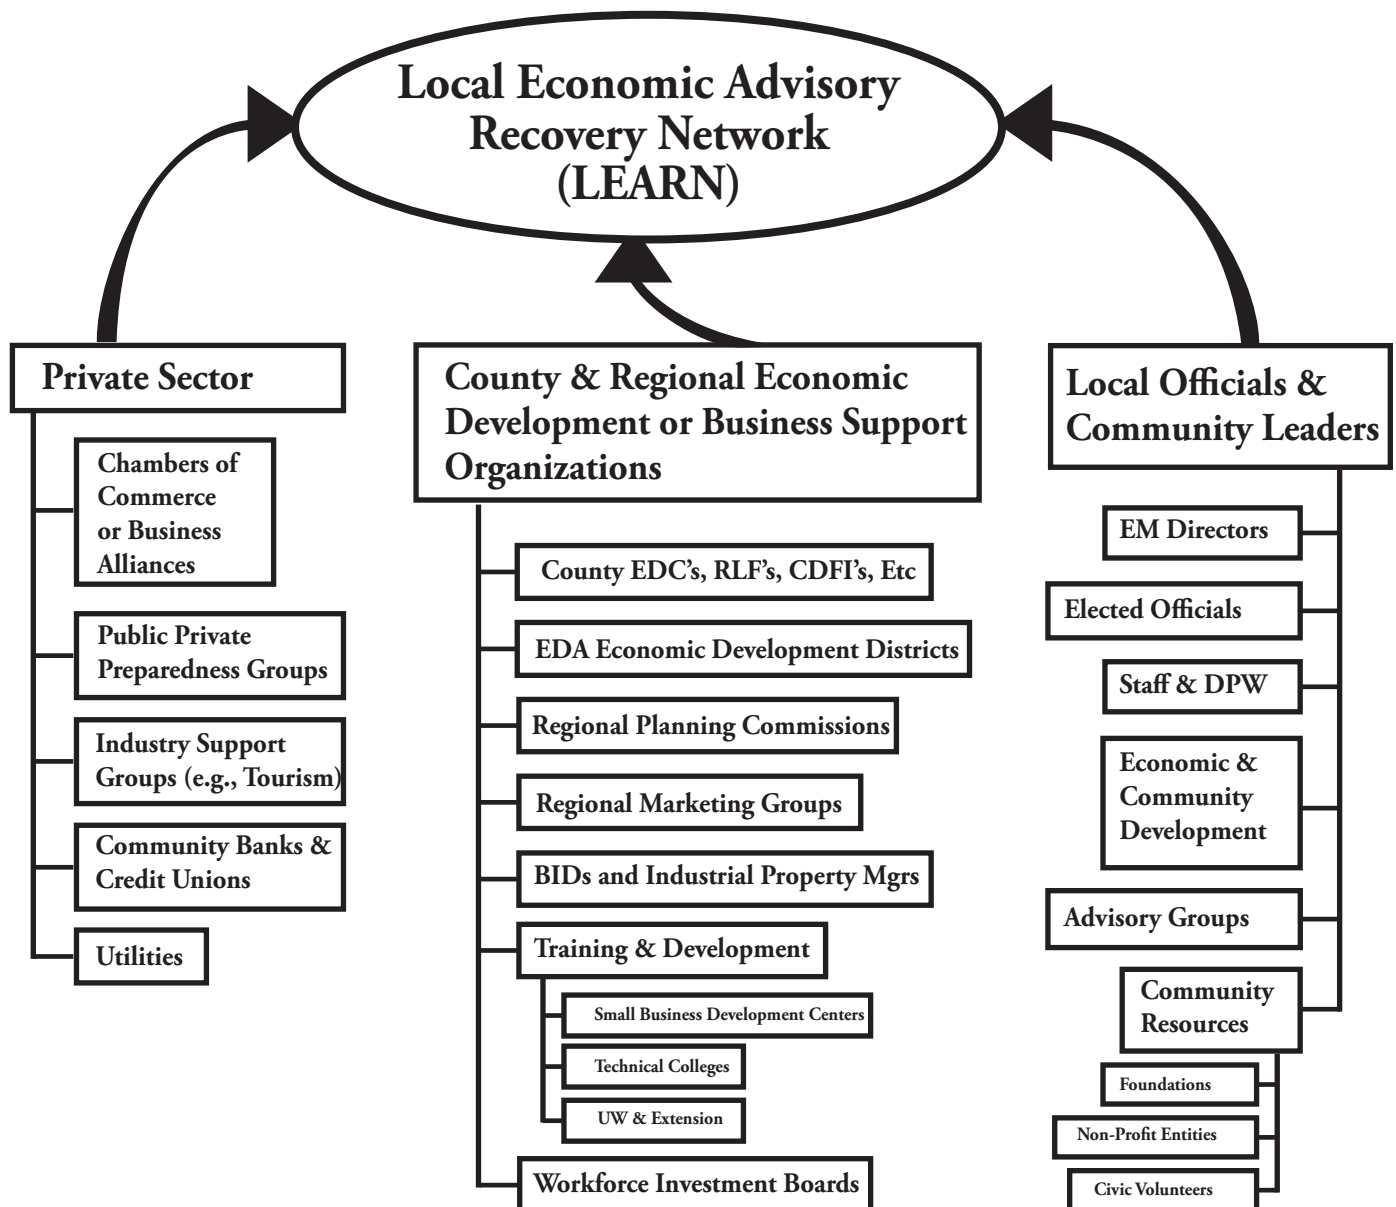 Local Economic Advisory
Recovery Network
(LEARN)
Private Sector
Chambers of
Commerce
or Business
Alliances
Public Private
Preparedness Groups
Industry Support
Groups (e.g., Tourism)
Community Banks &
Credit Unions
Utilities
County & Regional Economic
Development or Business Support
Organizations
County EDC's, RLF's, CDFI's, Etc
EDA Economic Development Districts
Regional Planning Commissions
Regional Marketing Groups
BIDs and Industrial Property Mgrs
Training & Development
Small Business Development Centers
Technical Colleges
UW & Extension
Workforce Investment Boards
Local Officials &
Community Leaders
EM Directors
Elected Officials
Staff & DPW
Economic &
Community
Development
Advisory Groups
Community
Resources
Foundations
Non-Profit Entities
Civic Volunteers